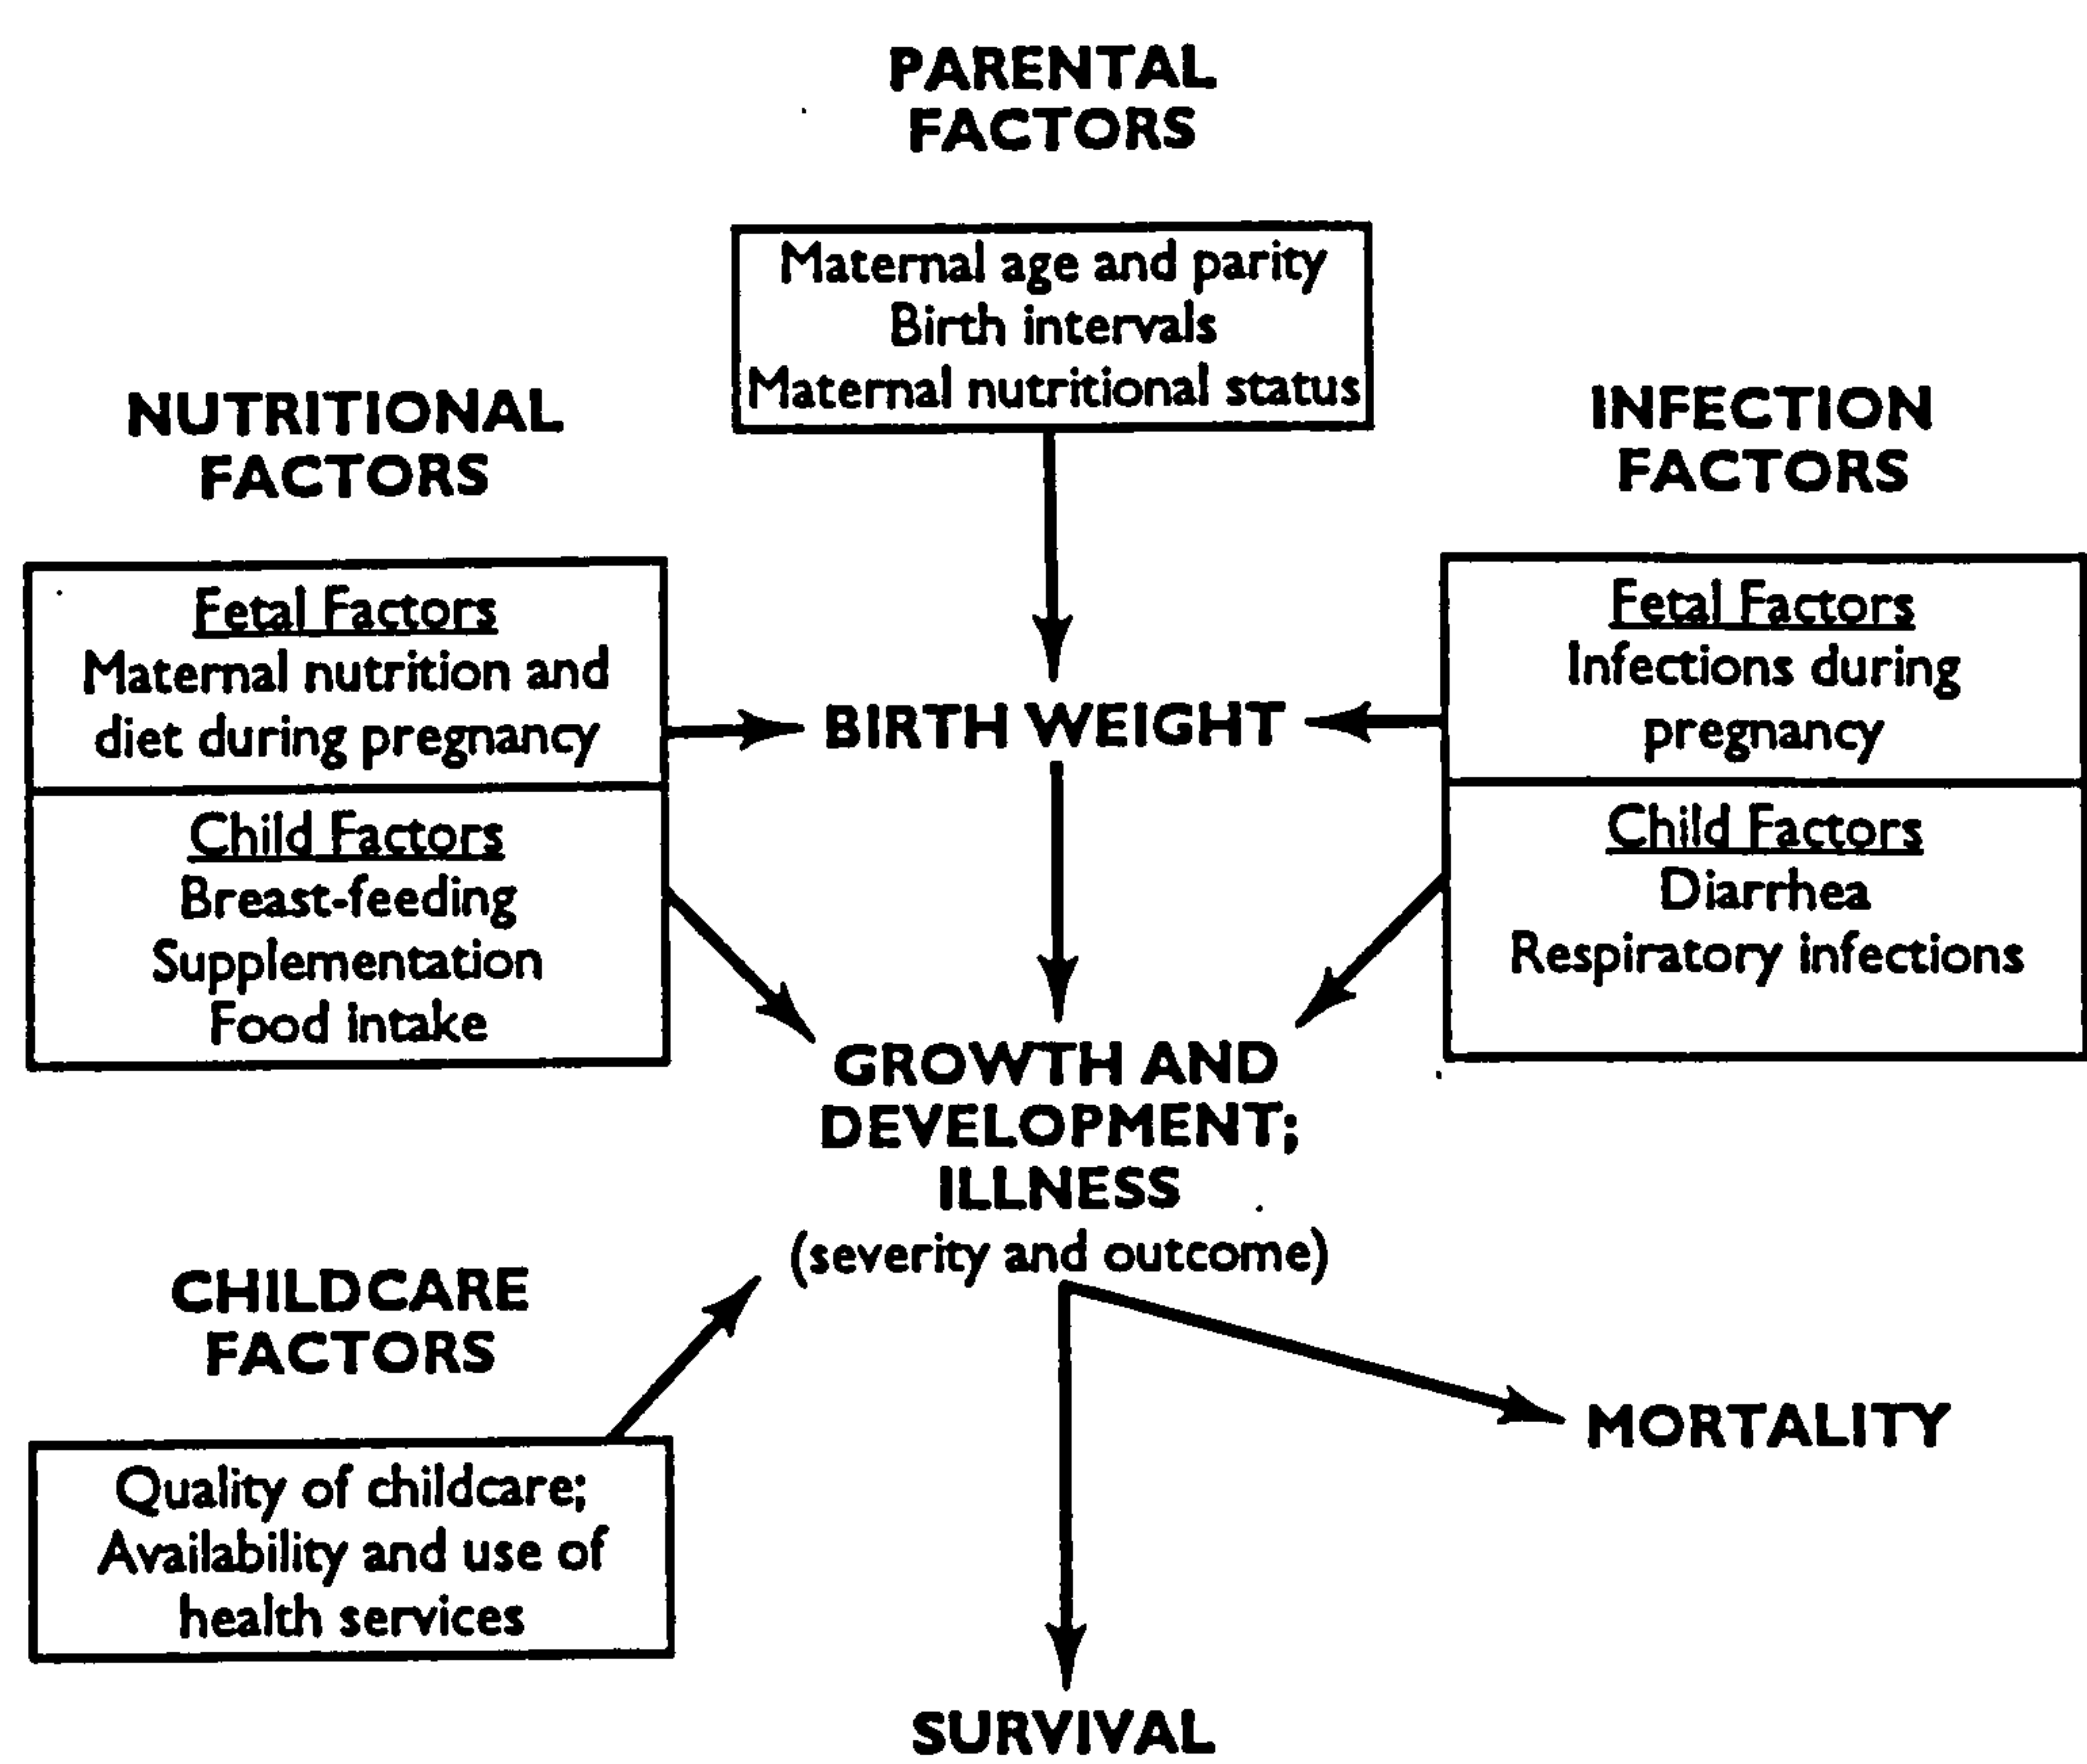 PARENTAL
FACTORS
Maternal age and parity
Birth intervals
Maternal nutritional status
NUTRITIONAL
FACTORS
Fetal Factors
Maternal nutrition and
diet during pregnancy
Child Factors
Breast-feeding
Supplementation
Food intake
INFECTION
FACTORS
Fetal Factors
Infections during
pregnancy
Child Factors
Diarrhea
Respiratory infections
BIRTH WEIGHT
GROWTH AND
DEVELOPMENT;
ILLNESS
(severity and outcome)
CHILDCARE
FACTORS
Quality of childcare;
Availability and use of
health services
MORTALITY
SURVIVAL